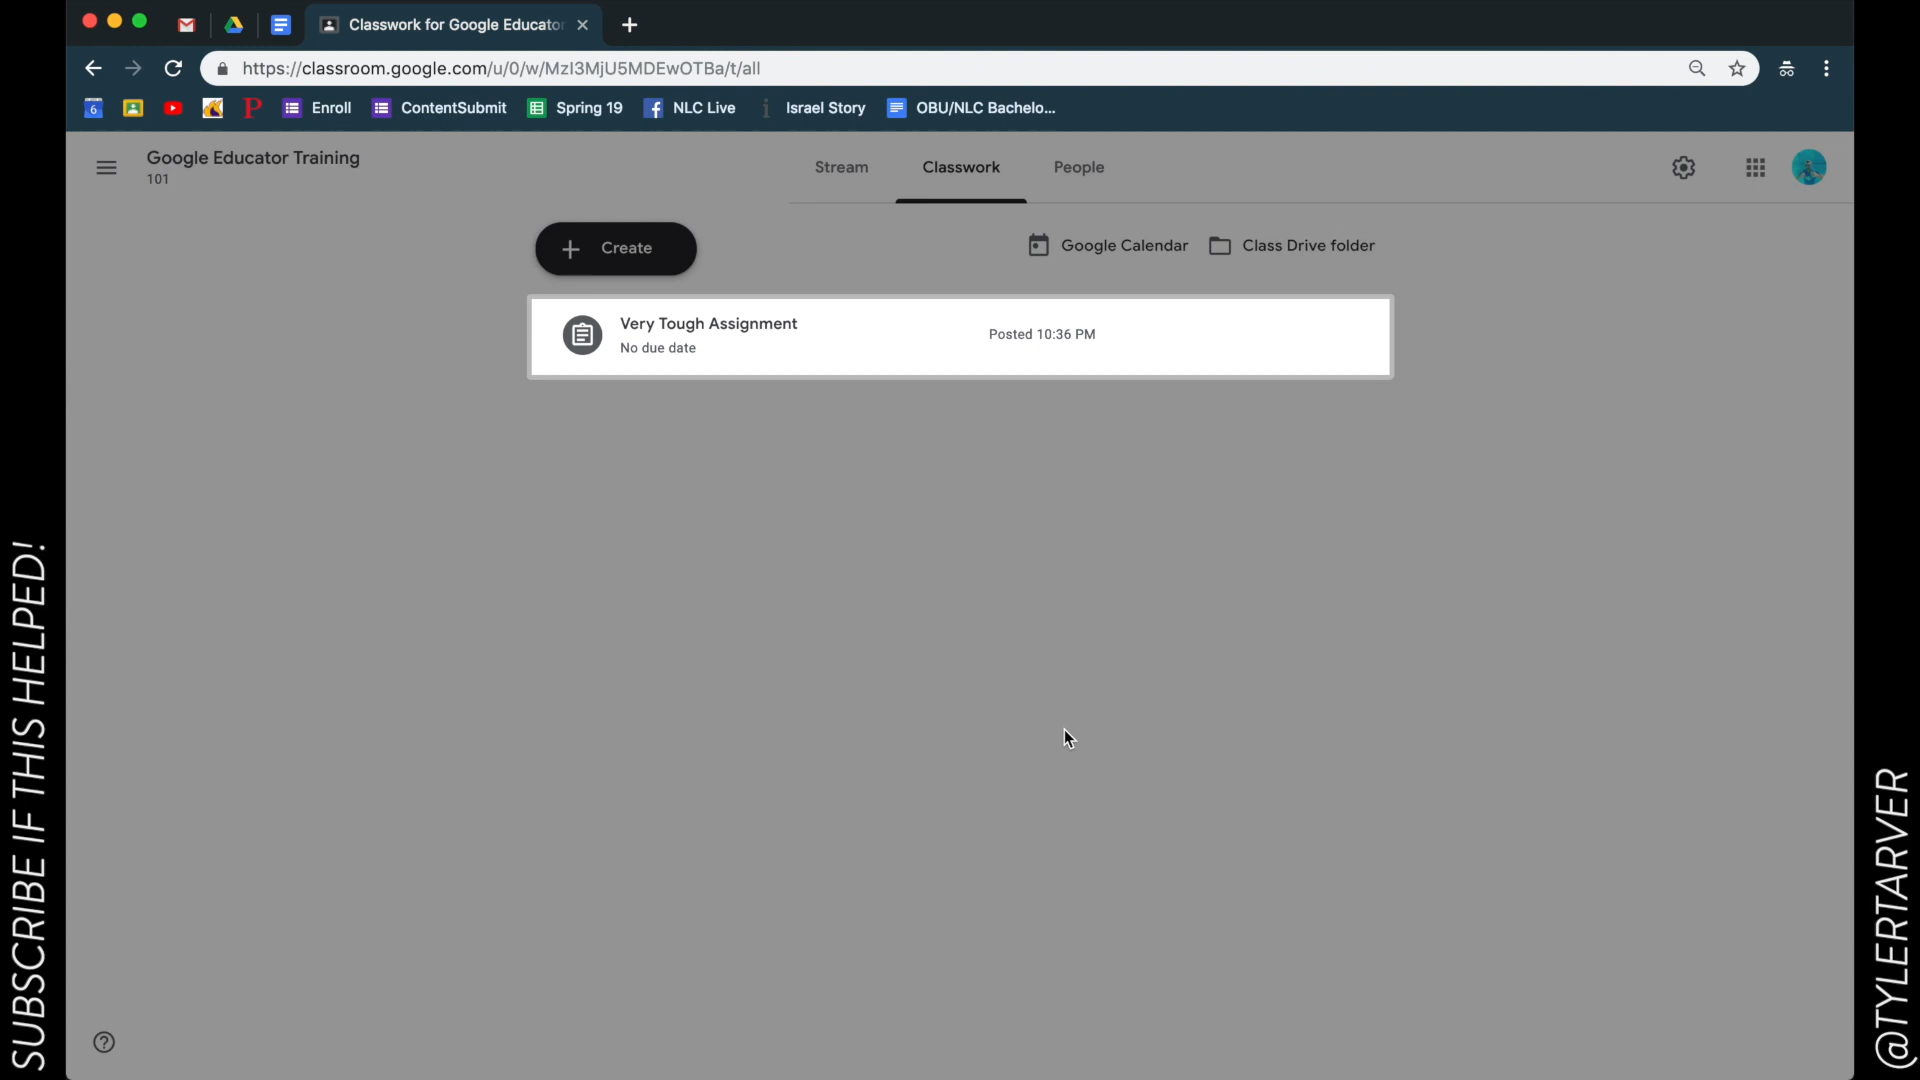 Classwork for Google Educator
https://classroom.google.com/u/0/w/MzI3MjU5MDEwOTBa/t/all
6
P
Enroll
ContentSubmit
Spring 19
NLC Live
Israel Story
OBU/NLC Bachelo...
Google Educator Training
101
Stream
Classwork
People
Create
Google Calendar
Class Drive folder
Very Tough Assignment
No due date
Posted 10:36 PM
SUBSCRIBE IF THIS HELPED!
@TYLERTARVER